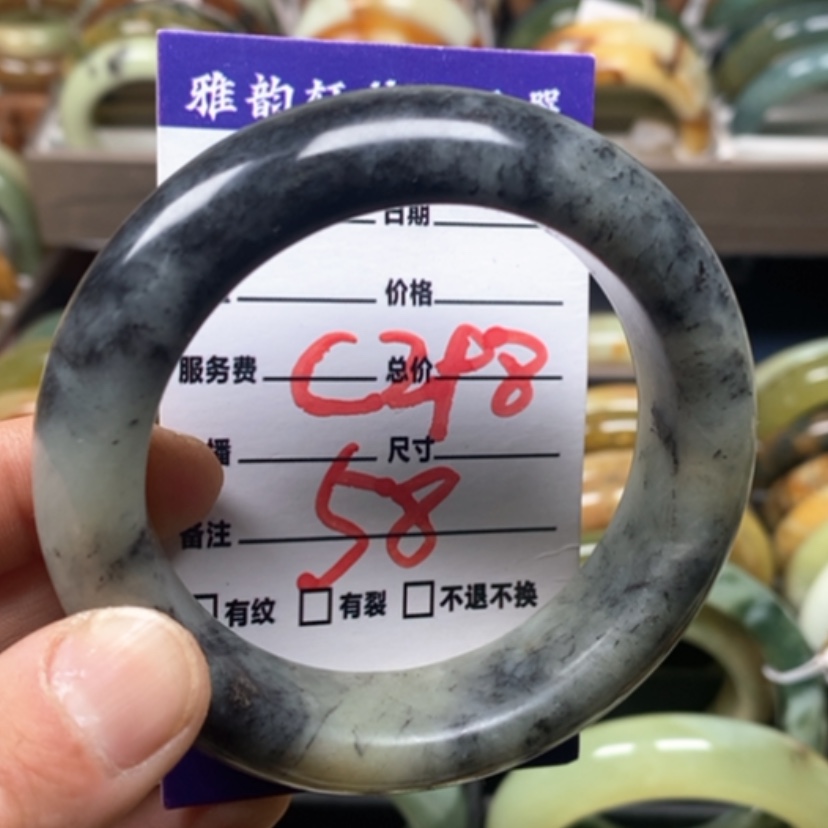 雅韵
日期
价格
服务费 总价
C298
播 尺寸
58
备注
□有纹 □有裂 □不退不换